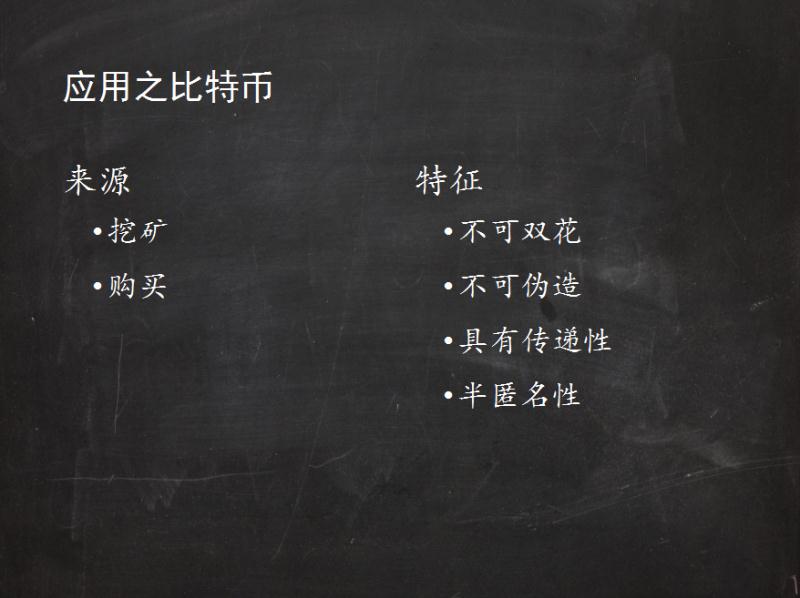 应用之比特币
来源
•挖矿
•购买
特征
•不可双花
•不可伪造
•具有传递性
•半匿名性